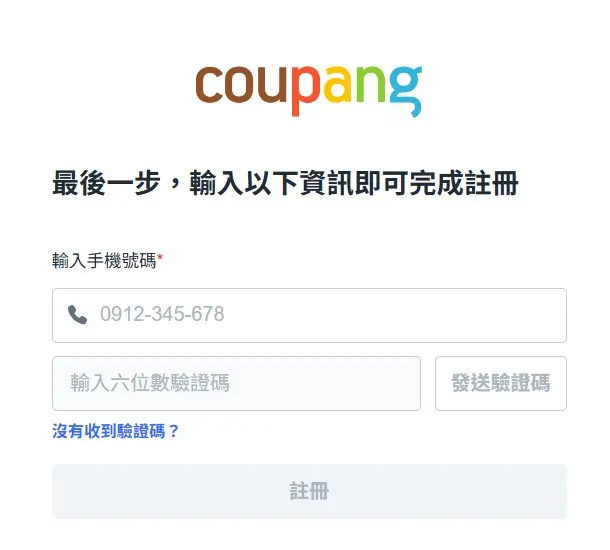 coupang
最後一步，輸入以下資訊即可完成註冊
輸入手機號碼*
0912-345-678
輸入六位數驗證碼
發送驗證碼
沒有收到驗證碼？
註冊